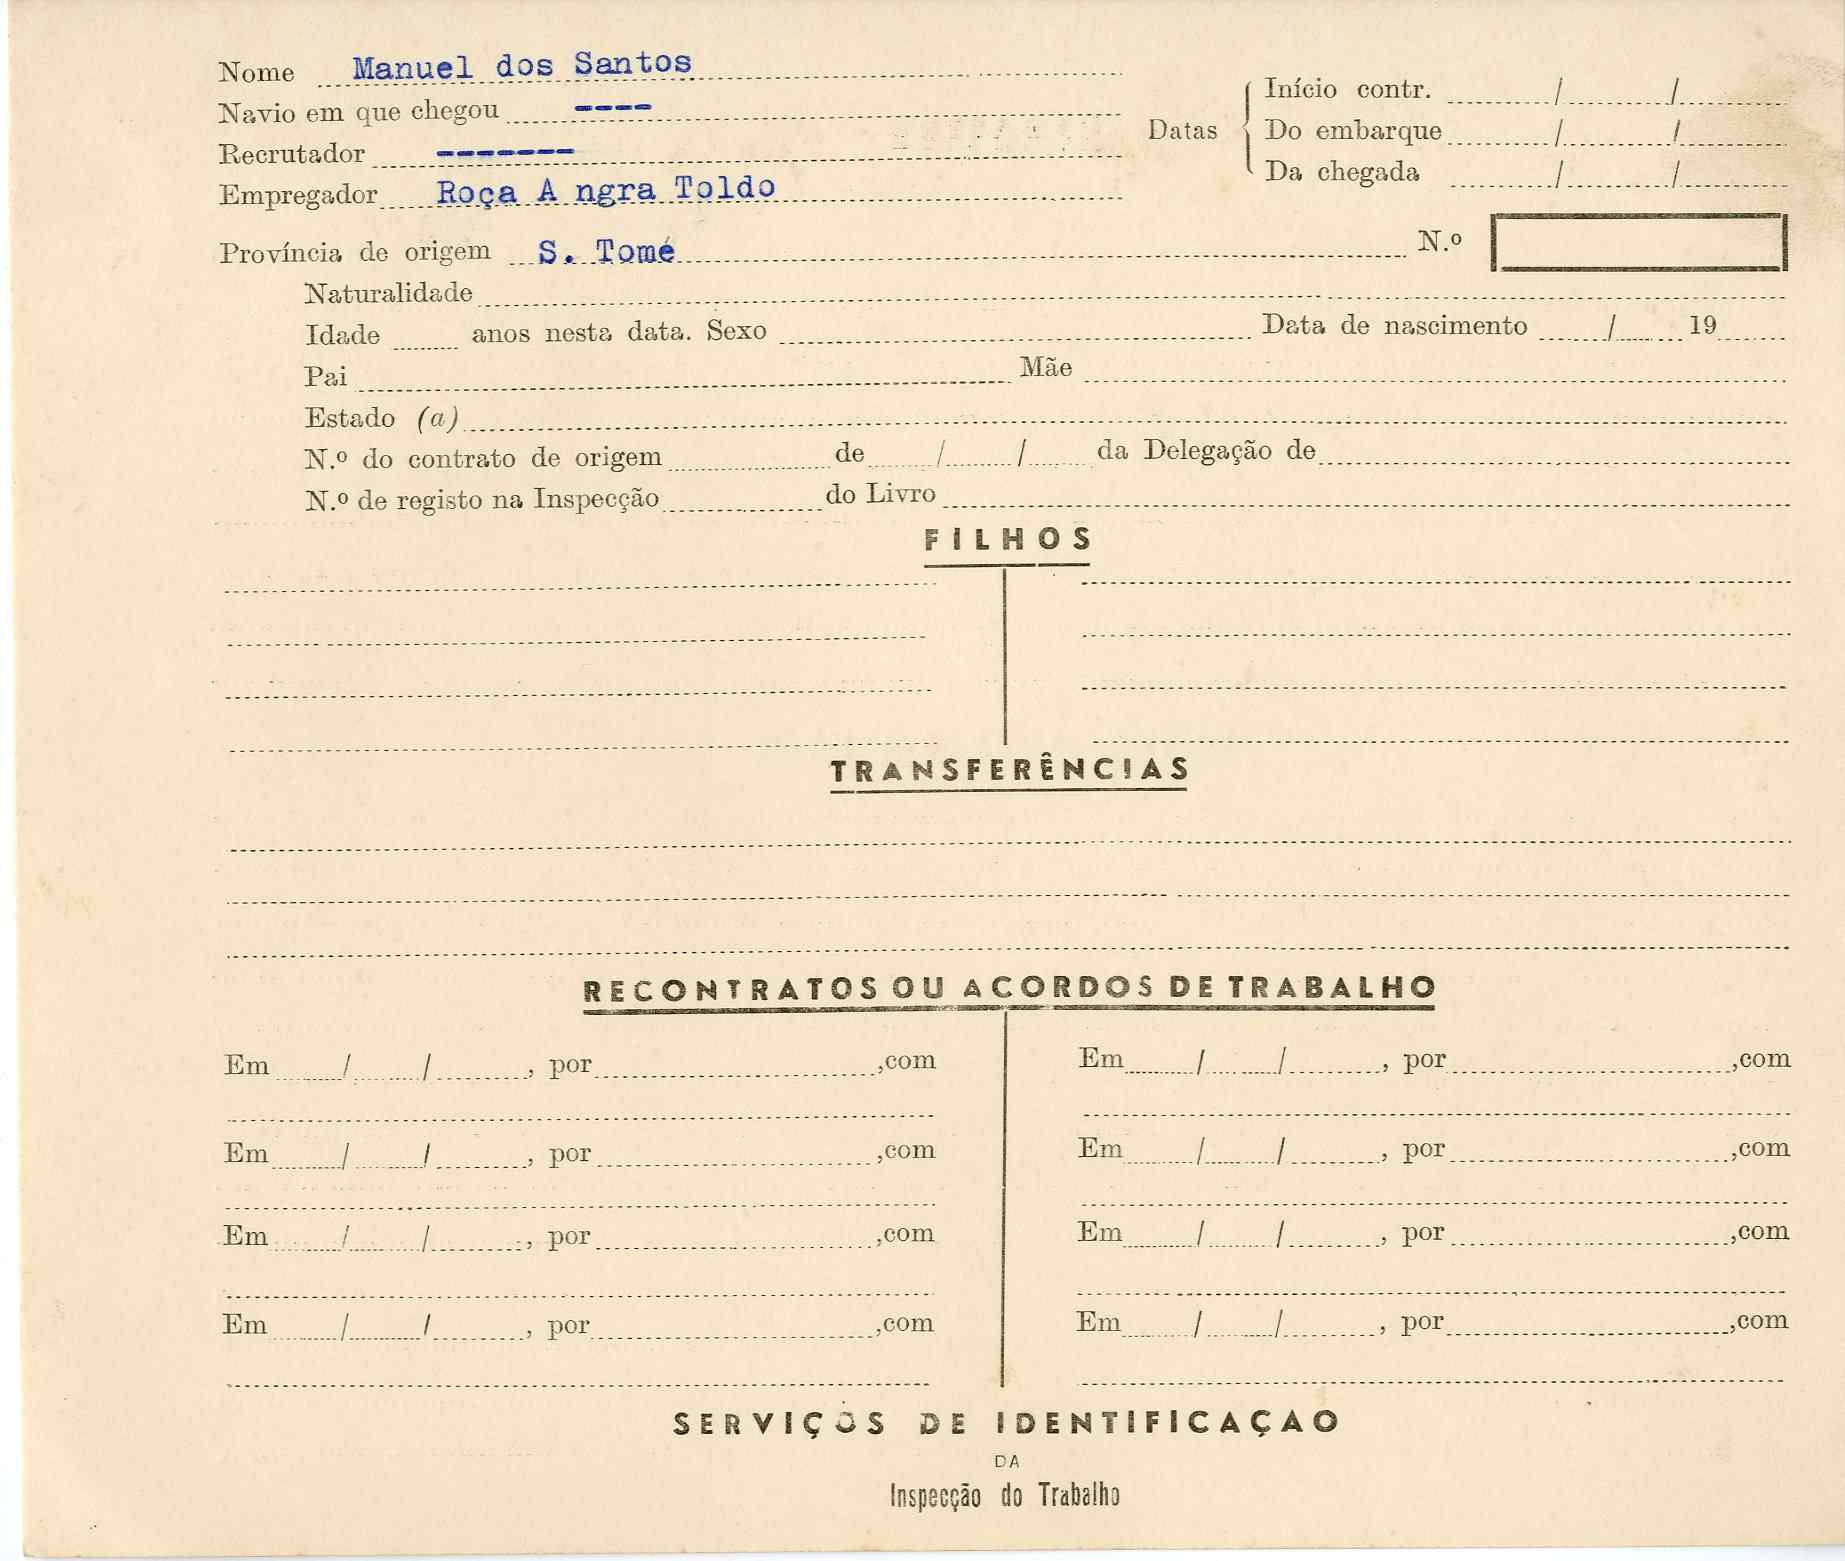 Nome Manuel dos Santos
Navio em que chegou ----
Recrutador -------
Empregador Roça A ngra Toldo
Datas
Início contr. / /
Do embarque / /
Da chegada / /
Província de origem S. Tomé N.º
Naturalidade
Idade anos nesta data. Sexo Data de nascimento / 19
Pai Mãe
Estado (a)
N.º do contrato de origem de / / da Delegação de
N.º de registo na Inspecção do Livro
FILHOS
TRANSFERÊNCIAS
RECONTRATOS OU ACORDOS DE TRABALHO
Em / / , por ,com Em / / , por ,com
Em / / , por ,com Em / / , por ,com
Em / / , por ,com Em / / , por ,com
Em / / , por ,com Em / / , por ,com
SERVIÇOS DE IDENTIFICAÇAO
DA
Inspecção do Trabalho